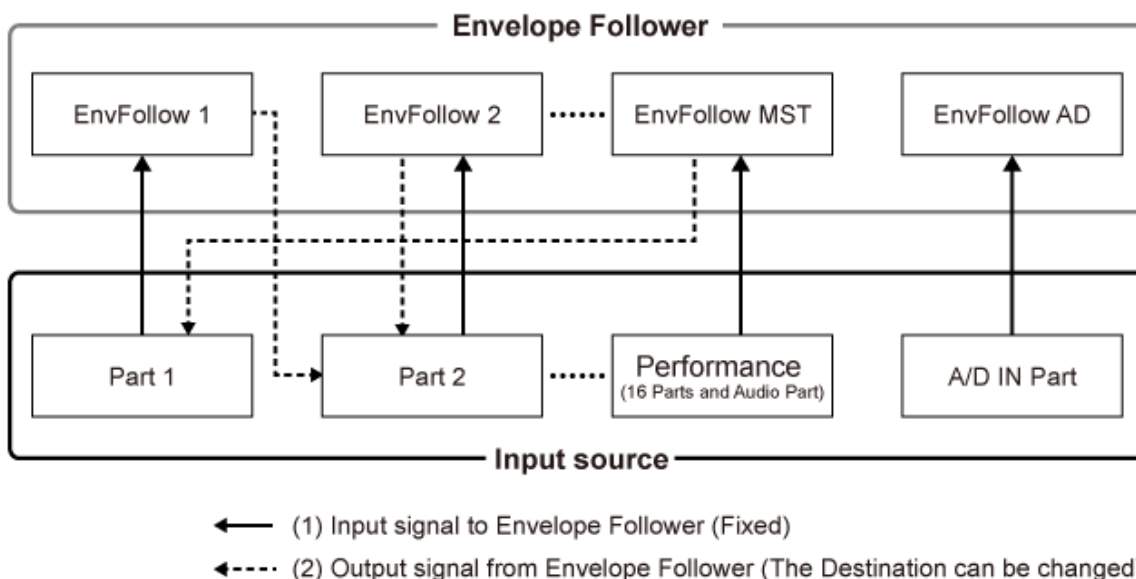 Envelope Follower
EnvFollow 1
EnvFollow 2
EnvFollow MST
EnvFollow AD
Part 1
Part 2
Performance
(16 Parts and Audio Part)
A/D IN Part
Input source
(1) Input signal to Envelope Follower (Fixed)
(2) Output signal from Envelope Follower (The Destination can be changed